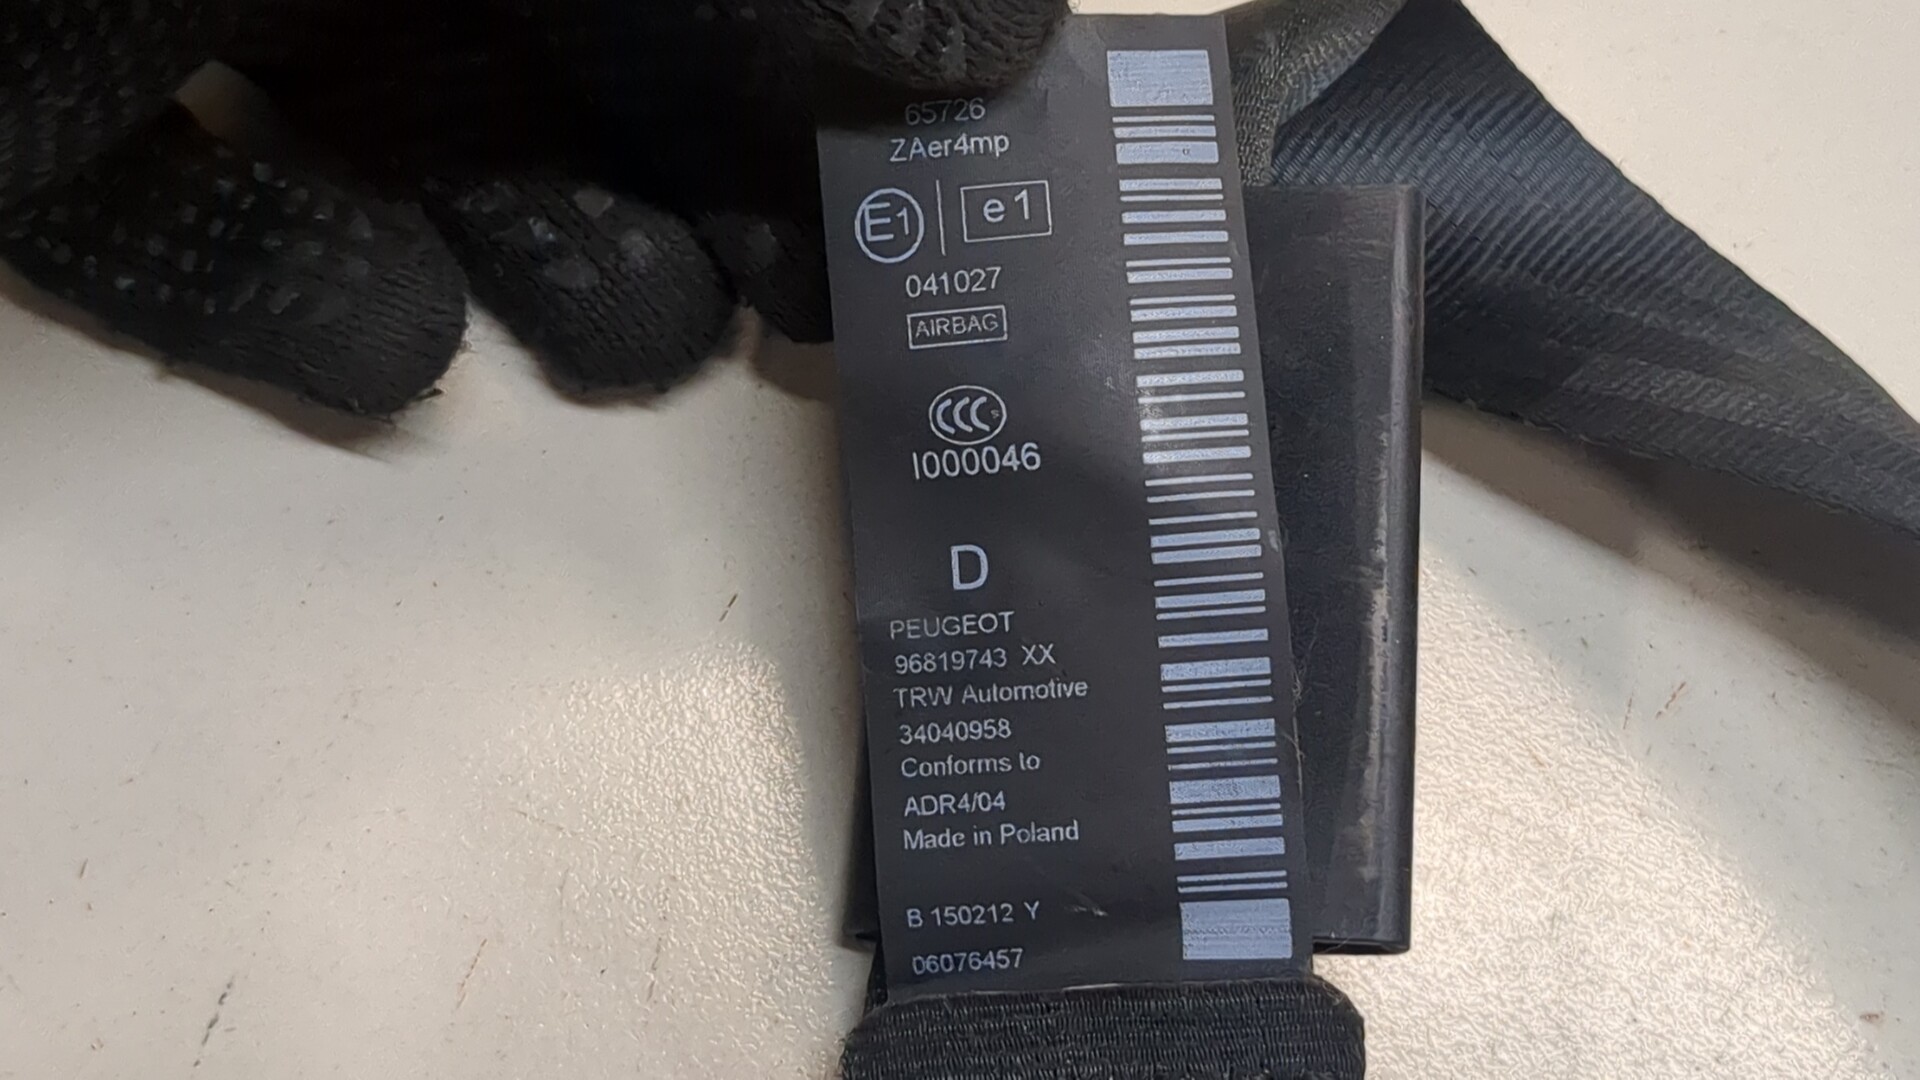 65726
ZAer4mp
E1 e1
041027
AIRBAG
CCC S
I000046
D
PEUGEOT
96819743 XX
TRW Automotive
34040958
Conforms to
ADR4/04
Made in Poland
B 150212 Y
06076457